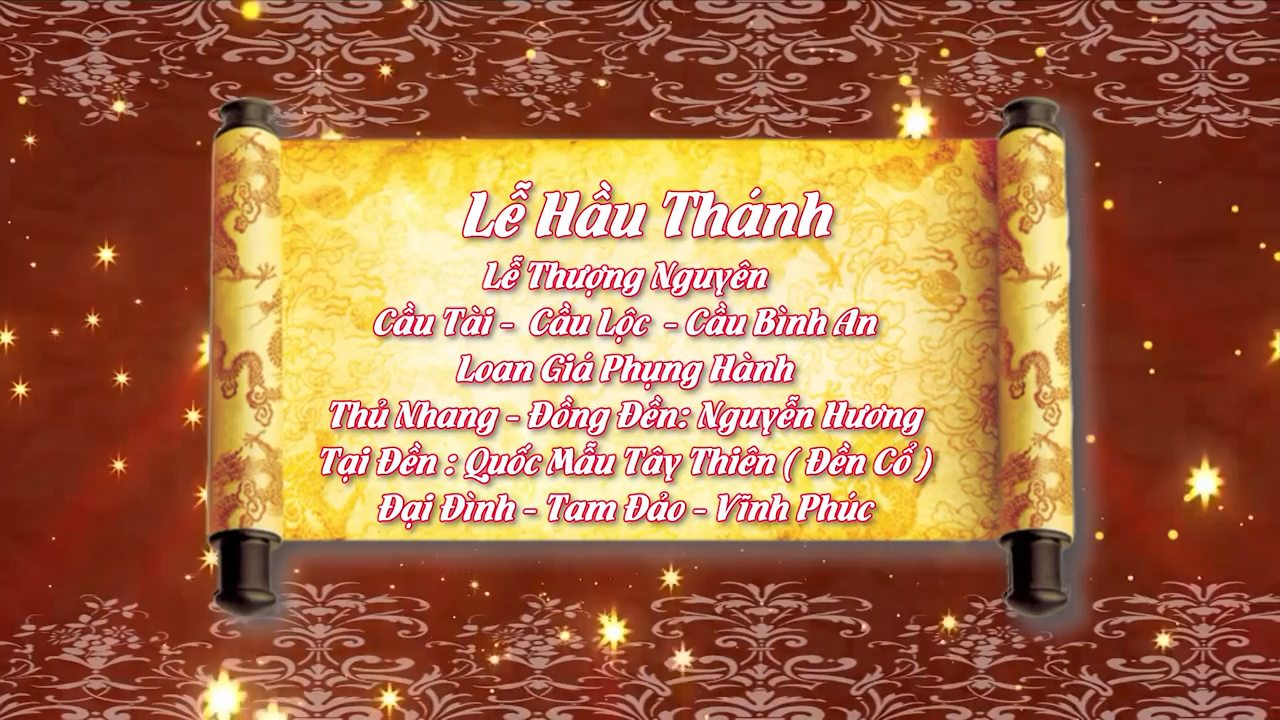 Lễ Hầu Thánh
Lễ Thượng Nguyên
Cầu Tài - Cầu Lộc - Cầu Bình An
Loan Giá Phụng Hành
Thủ Nhang - Đồng Đền: Nguyễn Hương
Tại Đền : Quốc Mẫu Tây Thiên ( Đền Cổ )
Đại Đình - Tam Đảo - Vĩnh Phúc